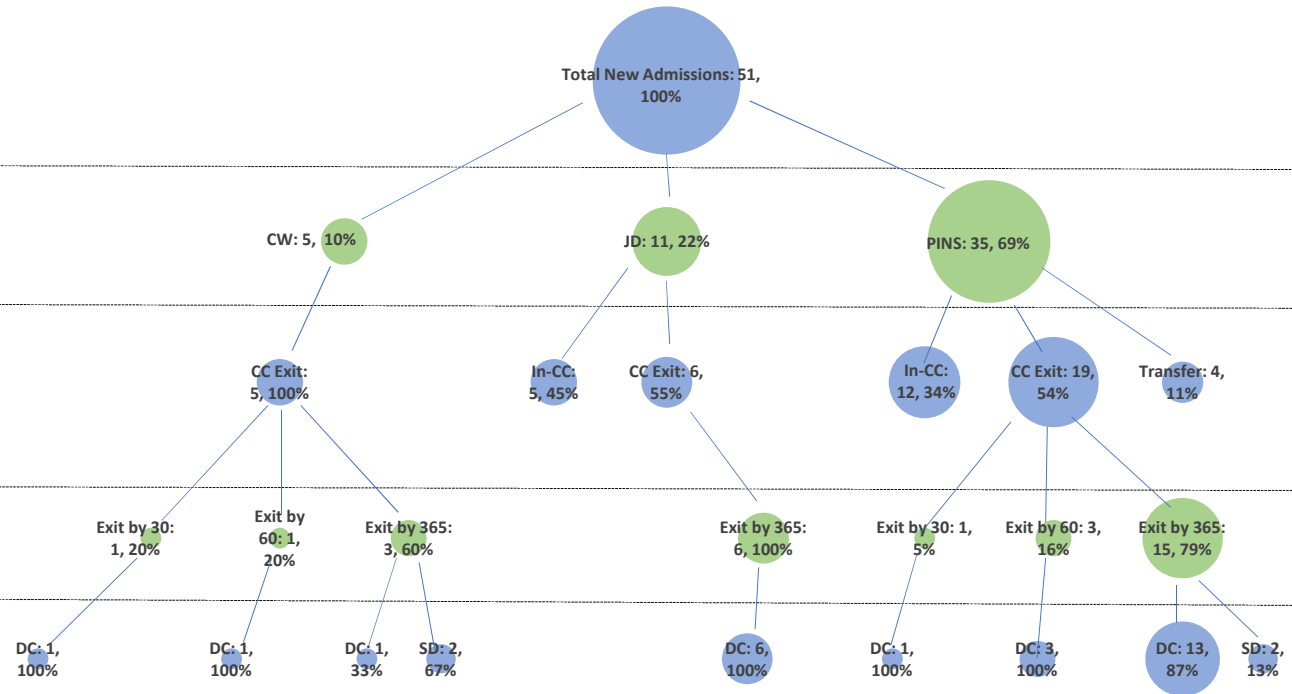 Total New Admissions: 51,
100%
CW: 5, 10%
JD: 11, 22%
PINS: 35, 69%
CC Exit:
5, 100%
In-CC:
5, 45%
CC Exit: 6,
55%
In-CC:
12, 34%
CC Exit: 19,
54%
Transfer: 4,
11%
Exit by 30:
1, 20%
Exit by
60: 1,
20%
Exit by 365:
3, 60%
Exit by 365:
6, 100%
Exit by 30: 1,
5%
Exit by 60: 3,
16%
Exit by 365:
15, 79%
DC: 1,
100%
DC: 1,
100%
DC: 1,
33%
SD: 2,
67%
DC: 6,
100%
DC: 1,
100%
DC: 3,
100%
DC: 13,
87%
SD: 2,
13%